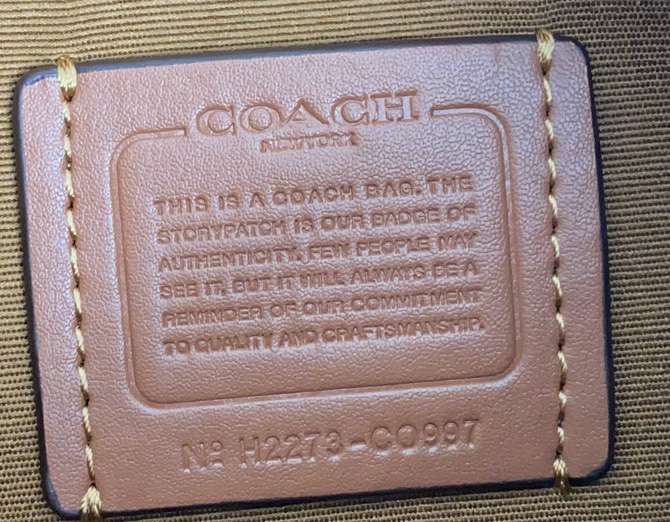 COACH
NEW YORK
THIS IS A COACH BAG. THE
STORYPATCH IS OUR BADGE OF
AUTHENTICITY. FEW PEOPLE MAY
SEE IT, BUT IT WILL ALWAYS BE A
REMINDER OF OUR COMMITMENT
TO QUALITY AND CRAFTSMANSHIP.
Nº H2273-CO997